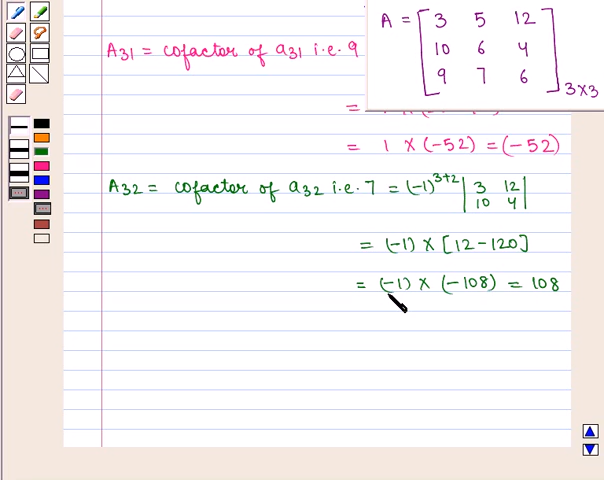 A = [ 3 5 12
10 6 4
9 7 6 ] 3×3
A31 = cofactor of a31 i.e. 9
=
= 1 × (-52) = (-52)
A32 = cofactor of a32 i.e. 7 = (-1)^3+2 | 3 12
10 4 |
= (-1) × [12 - 120]
= (-1) × (-108) = 108